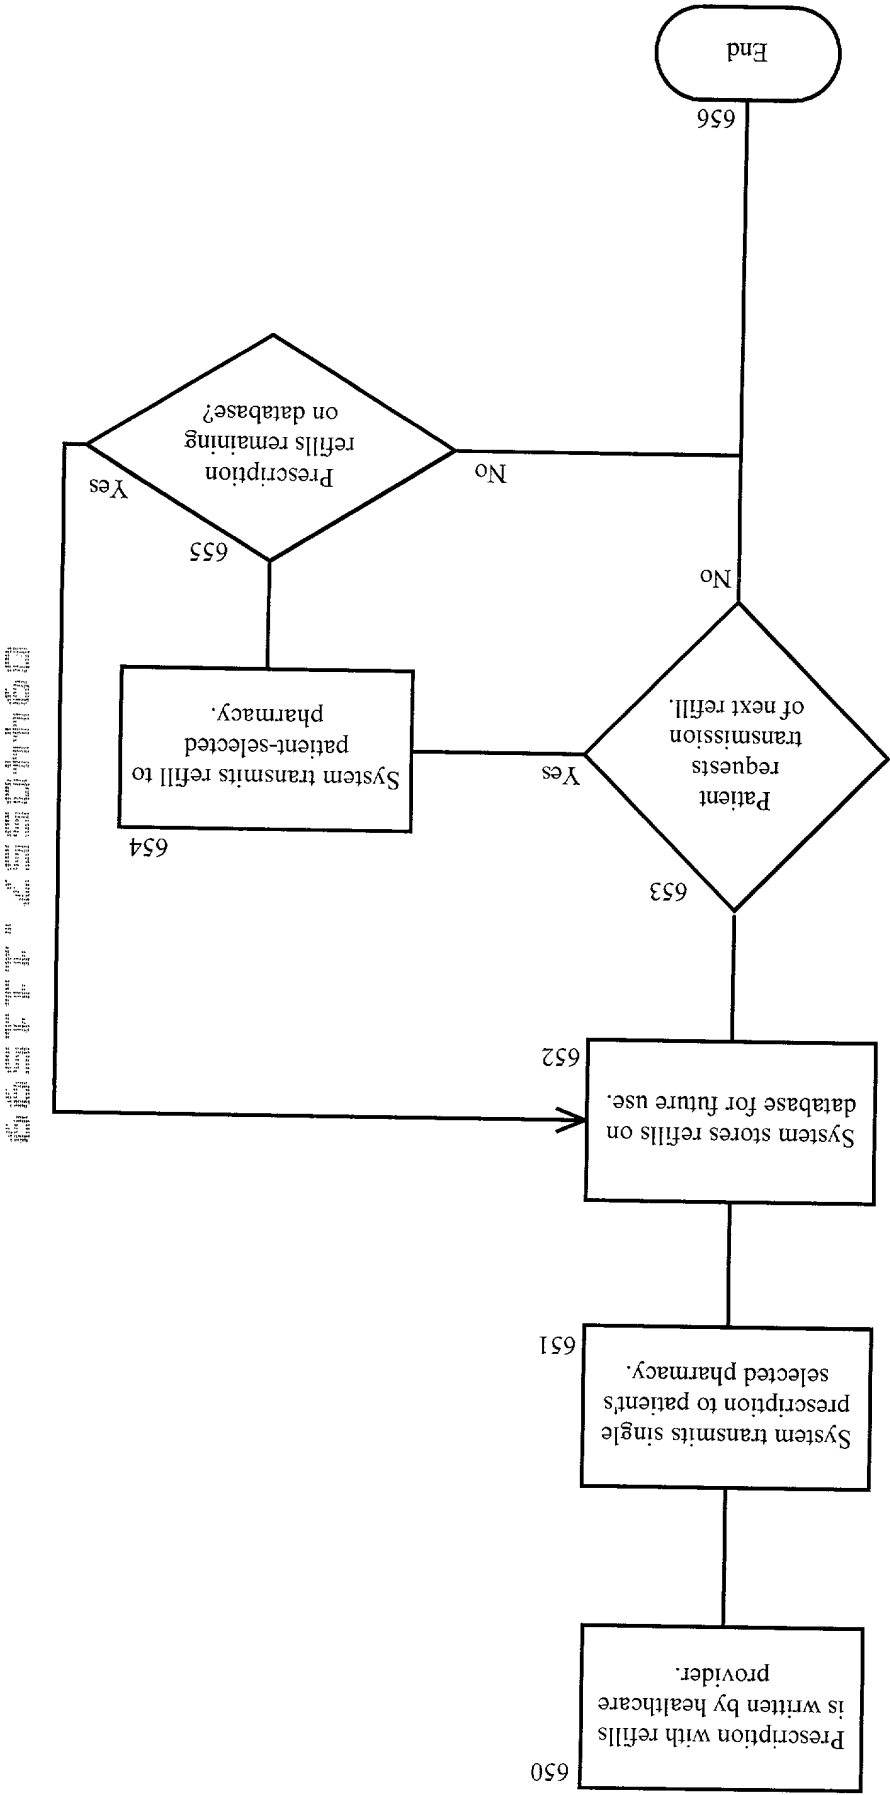 650
Prescription with refills
is written by healthcare
provider.
651
System transmits single
prescription to patient's
selected pharmacy.
652
System stores refills on
database for future use.
653
Patient
requests
transmission
of next refill.
Yes
No
654
System transmits refill to
patient-selected
pharmacy.
655
Prescription
refills remaining
on database?
No
Yes
656
End